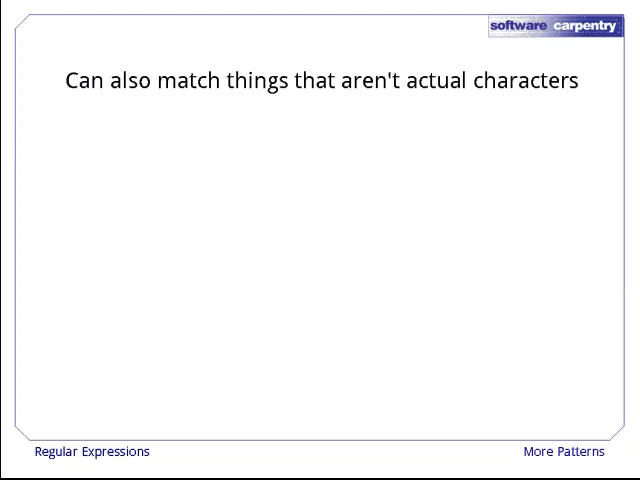 software carpentry
Can also match things that aren't actual characters
Regular Expressions
More Patterns